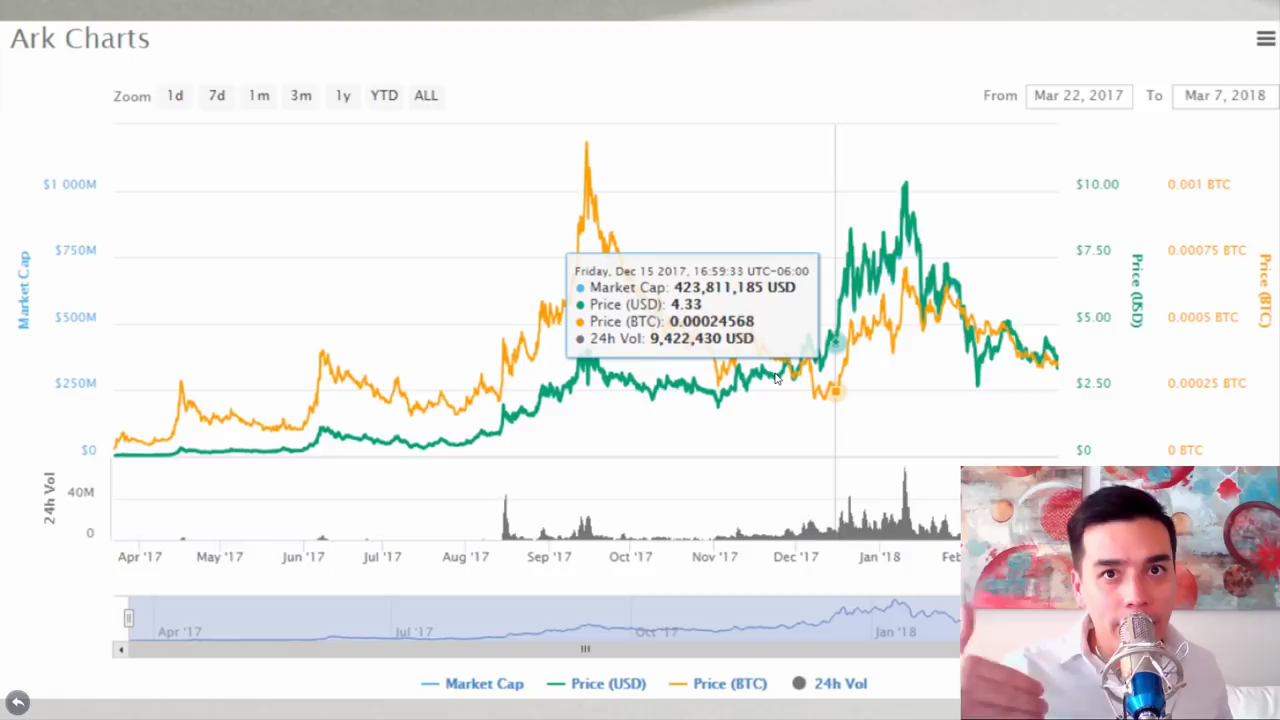 Ark Charts
Zoom 1d 7d 1m 3m 1y YTD ALL
From Mar 22, 2017 To Mar 7, 2018
$1 000M
$750M
$500M
$250M
$0
Market Cap
Friday, Dec 15 2017, 16:59:33 UTC-06:00
Market Cap: 423,811,185 USD
Price (USD): 4.33
Price (BTC): 0.00024568
24h Vol: 9,422,430 USD
$10.00
$7.50
$5.00
$2.50
$0
Price (USD)
0.001 BTC
0.00075 BTC
0.0005 BTC
0.00025 BTC
0 BTC
Price (BTC)
24h Vol
40M
0
Apr '17 May '17 Jun '17 Jul '17 Aug '17 Sep '17 Oct '17 Nov '17 Dec '17 Jan '18
Apr '17 Jul '17 Oct '17 Jan '18
Market Cap Price (USD) Price (BTC) 24h Vol